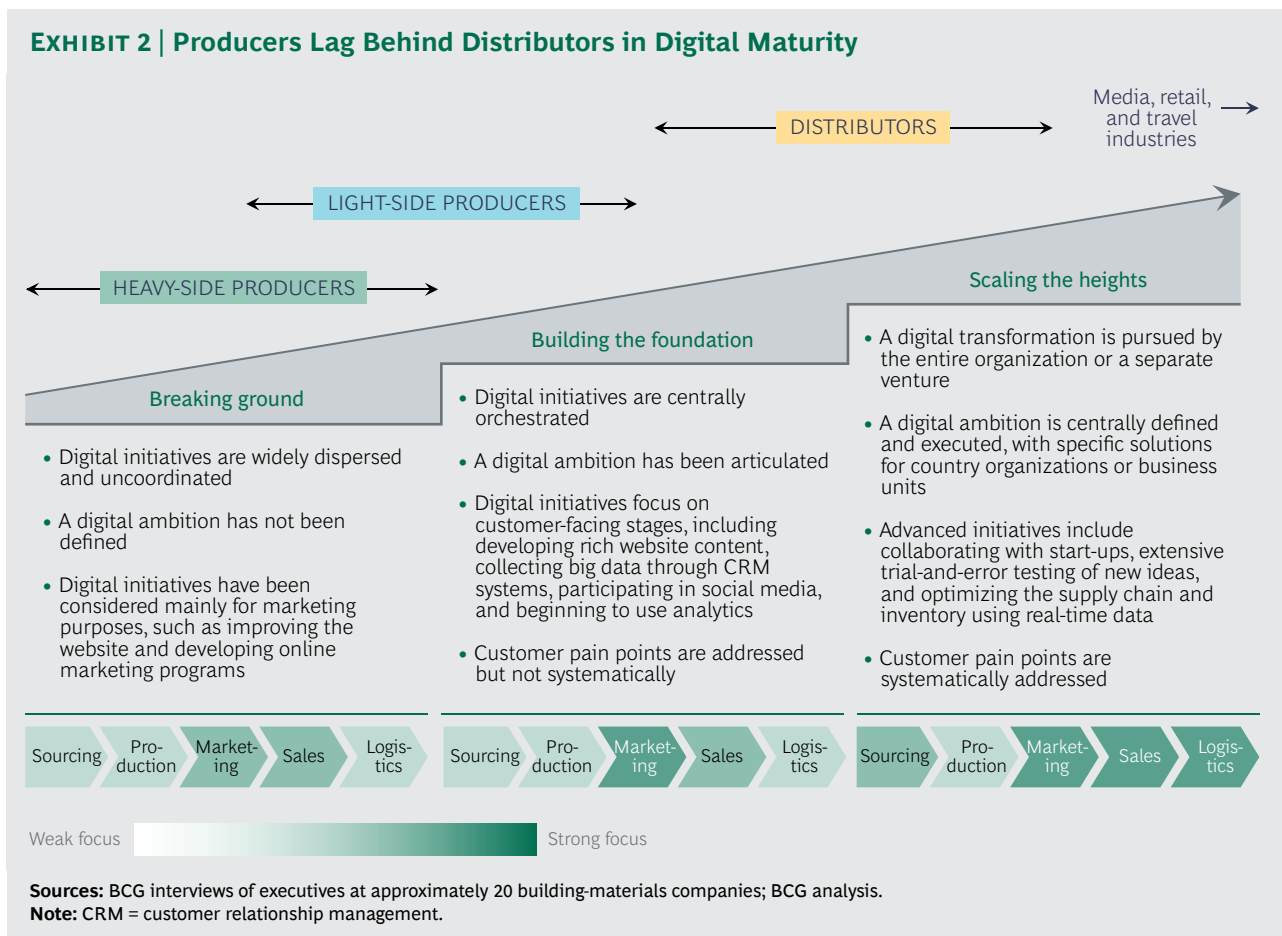 EXHIBIT 2 | Producers Lag Behind Distributors in Digital Maturity
Media, retail,
and travel
industries
DISTRIBUTORS
LIGHT-SIDE PRODUCERS
HEAVY-SIDE PRODUCERS
Breaking ground
• Digital initiatives are widely dispersed
and uncoordinated
• A digital ambition has not been
defined
• Digital initiatives have been
considered mainly for marketing
purposes, such as improving the
website and developing online
marketing programs
Building the foundation
• Digital initiatives are centrally
orchestrated
• A digital ambition has been articulated
• Digital initiatives focus on
customer-facing stages, including
developing rich website content,
collecting big data through CRM
systems, participating in social media,
and beginning to use analytics
• Customer pain points are addressed
but not systematically
Scaling the heights
• A digital transformation is pursued by
the entire organization or a separate
venture
• A digital ambition is centrally defined
and executed, with specific solutions
for country organizations or business
units
• Advanced initiatives include
collaborating with start-ups, extensive
trial-and-error testing of new ideas,
and optimizing the supply chain and
inventory using real-time data
• Customer pain points are
systematically addressed
Sourcing
Pro-
duction
Market-
ing
Sales
Logis-
tics
Sourcing
Pro-
duction
Market-
ing
Sales
Logis-
tics
Sourcing
Pro-
duction
Market-
ing
Sales
Logis-
tics
Weak focus
Strong focus
Sources: BCG interviews of executives at approximately 20 building-materials companies; BCG analysis.
Note: CRM = customer relationship management.